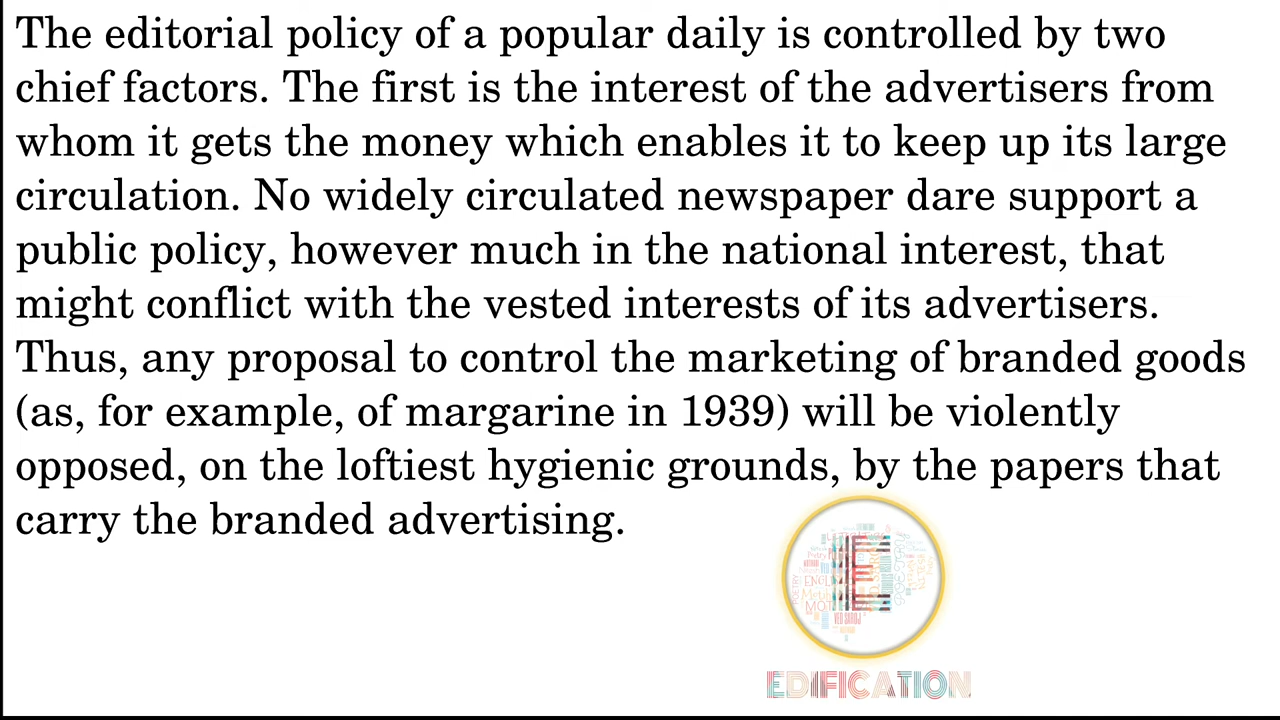 The editorial policy of a popular daily is controlled by two
chief factors. The first is the interest of the advertisers from
whom it gets the money which enables it to keep up its large
circulation. No widely circulated newspaper dare support a
public policy, however much in the national interest, that
might conflict with the vested interests of its advertisers.
Thus, any proposal to control the marketing of branded goods
(as, for example, of margarine in 1939) will be violently
opposed, on the loftiest hygienic grounds, by the papers that
carry the branded advertising.
EDIFICATION